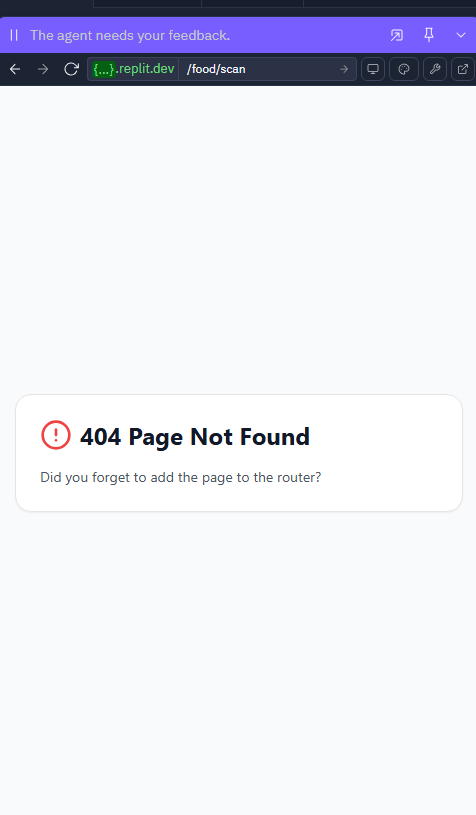 The agent needs your feedback.
{...}.replit.dev /food/scan
404 Page Not Found
Did you forget to add the page to the router?